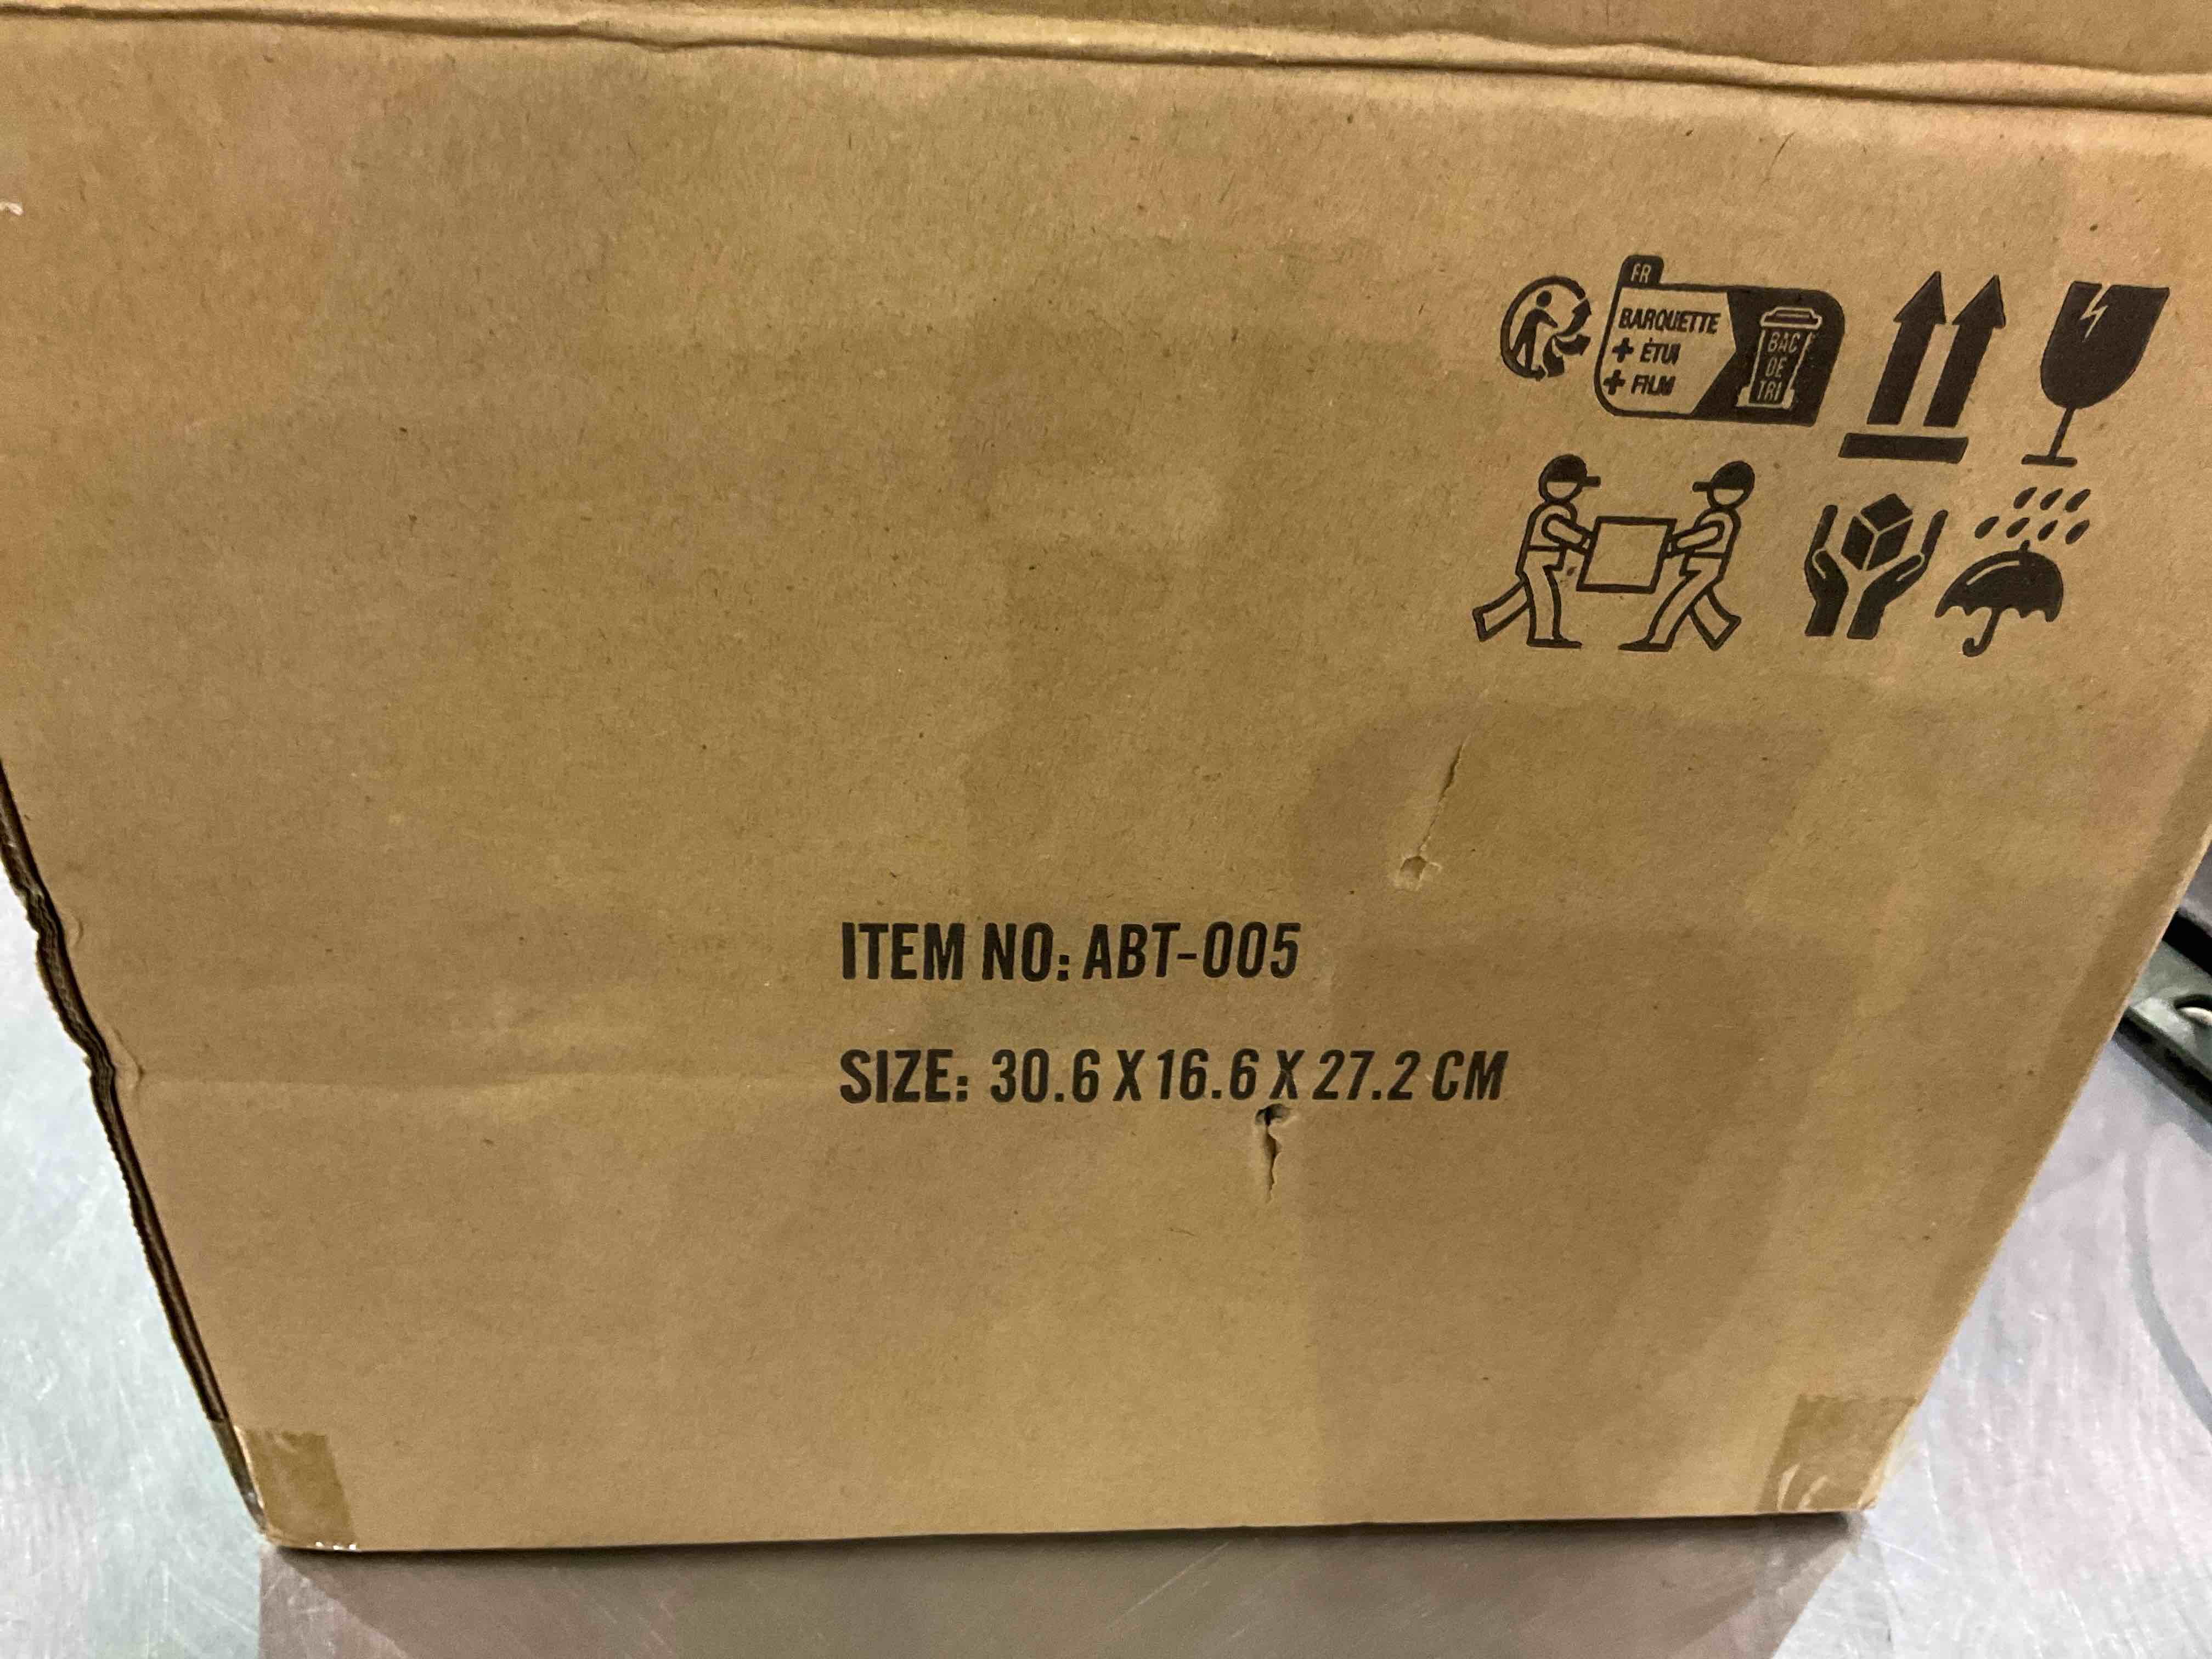 FR
BARQUETTE
+ ÉTUI
+ FILM
BAC
DE
TRI
ITEM NO: ABT-005
SIZE: 30.6 X 16.6 X 27.2 CM